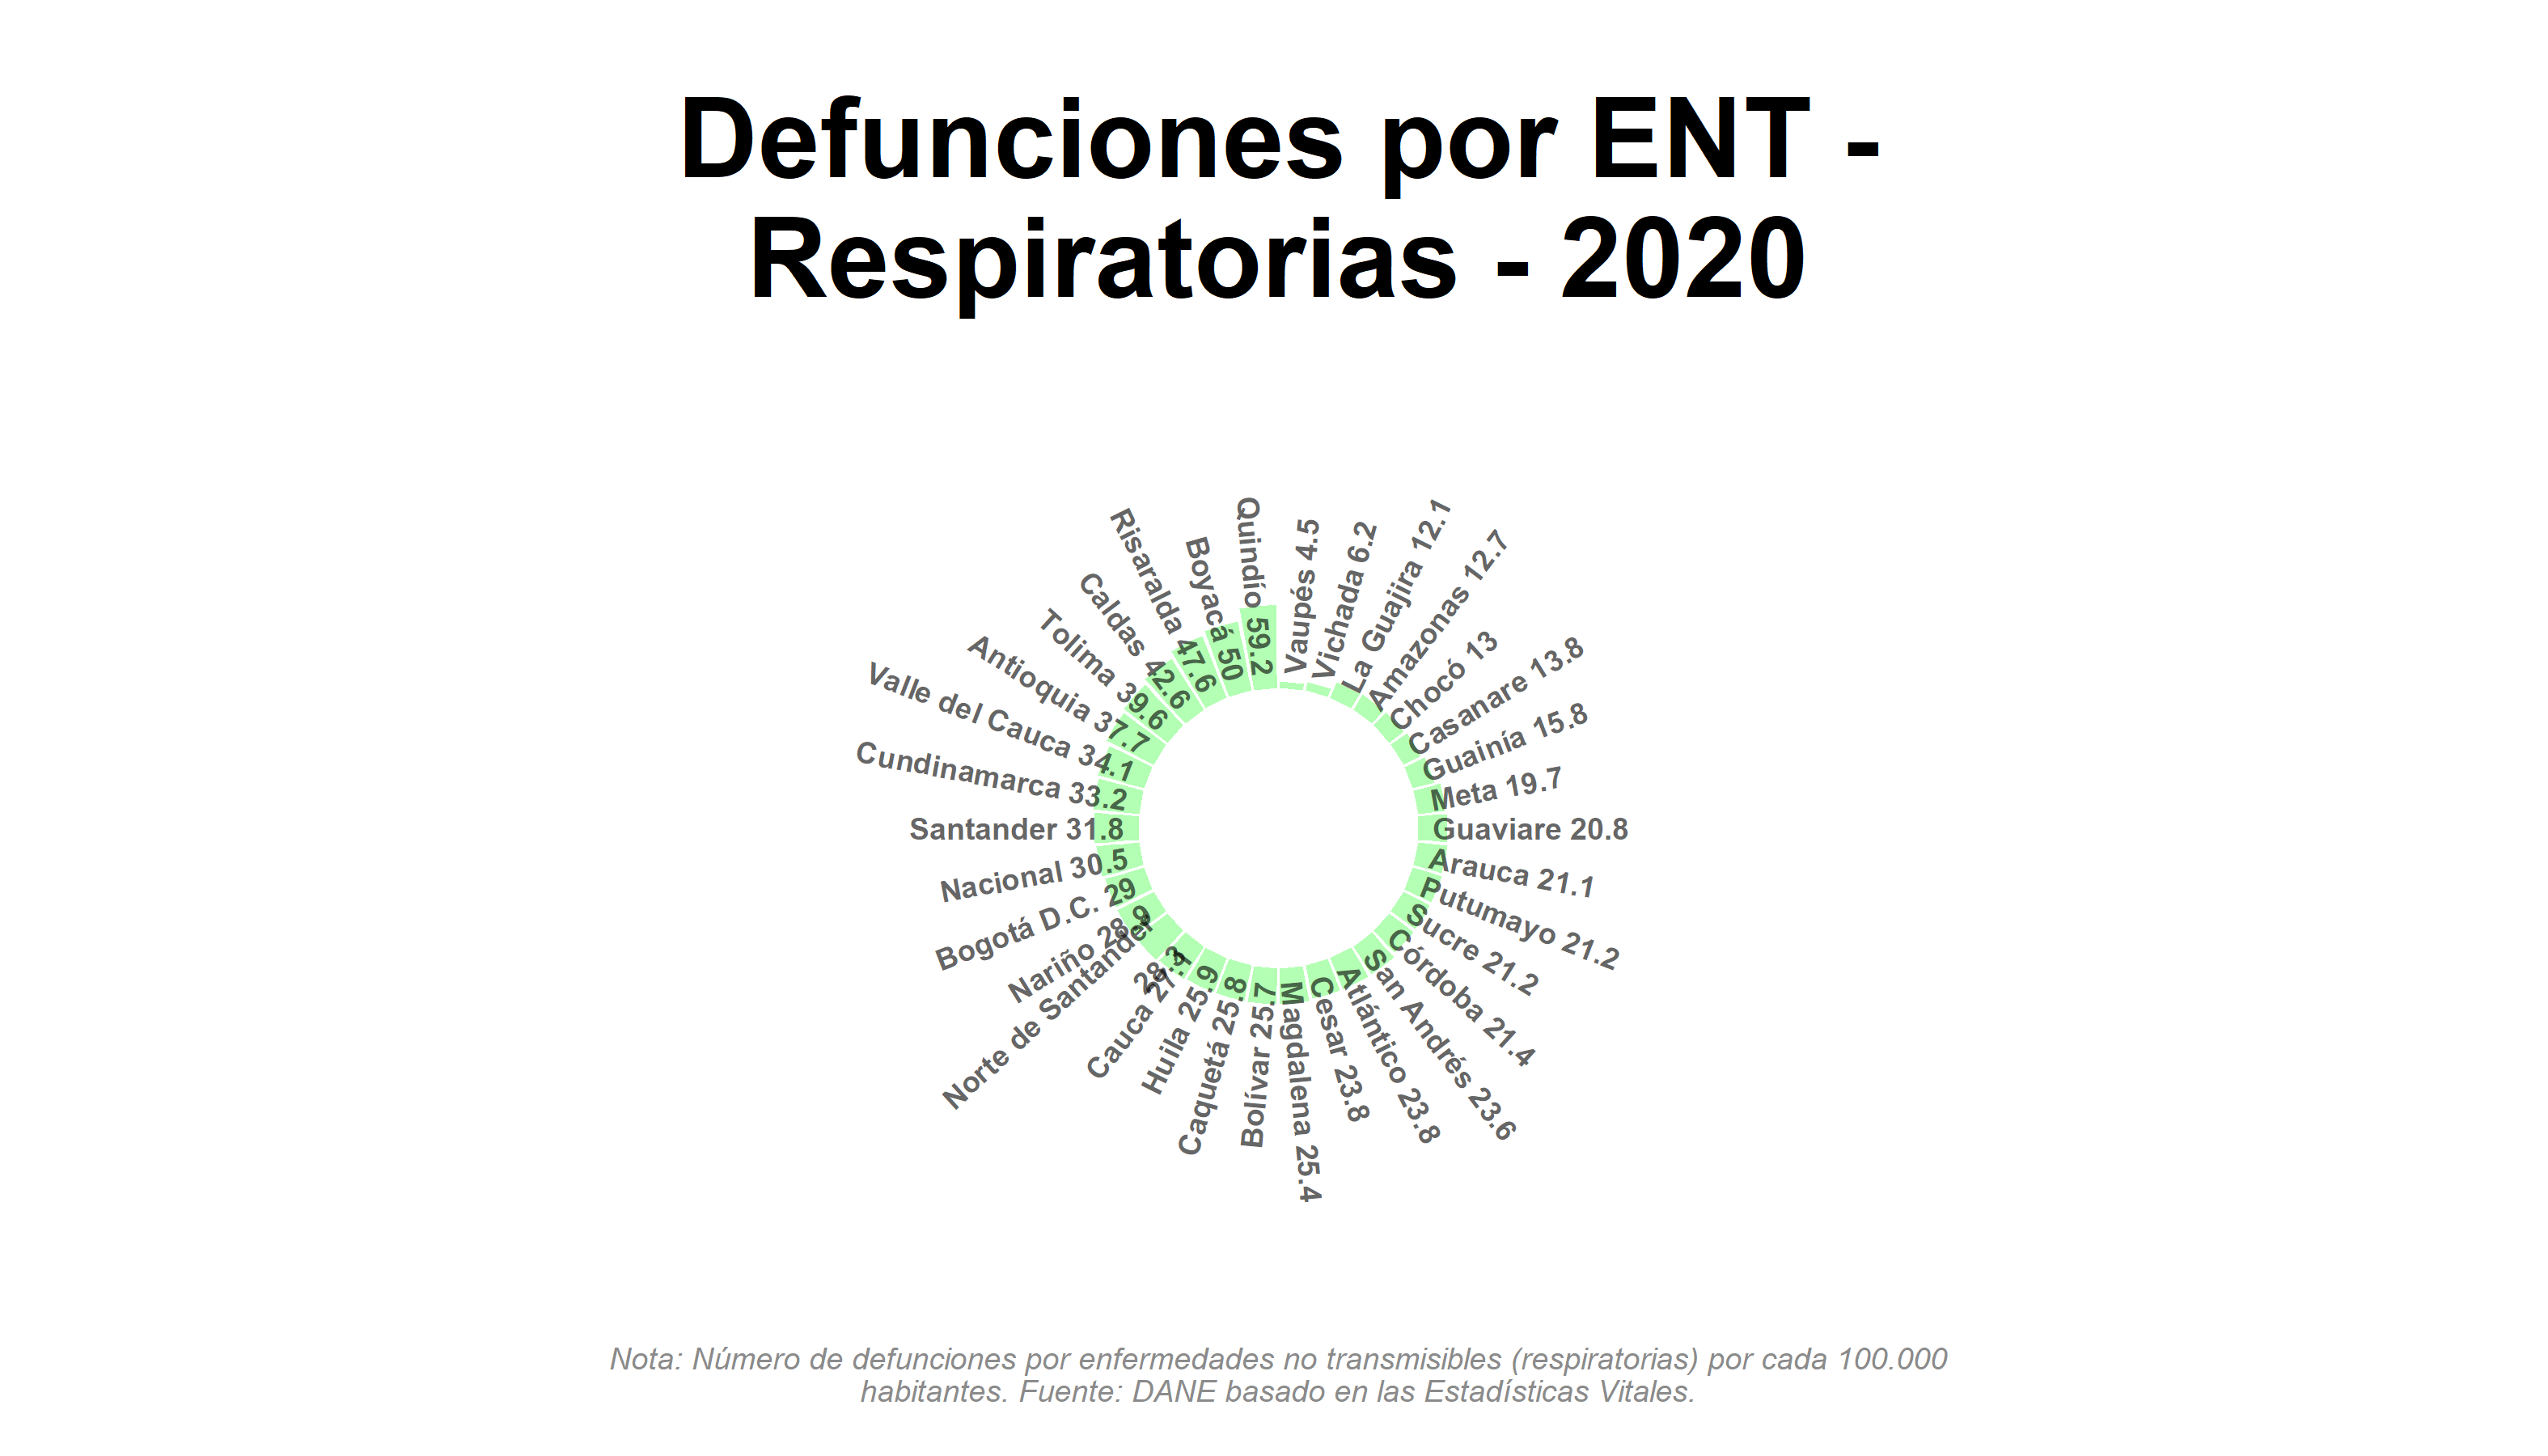 Defunciones por ENT -
Respiratorias - 2020
Vaupés 4.5
Vichada 6.2
La Guajira 12.1
Amazonas 12.7
Chocó 13
Casanare 13.8
Guainía 15.8
Meta 19.7
Guaviare 20.8
Arauca 21.1
Putumayo 21.2
Sucre 21.2
Córdoba 21.4
San Andrés 23.6
Atlántico 23.8
Cesar 23.8
Magdalena 25.4
Bolívar 25.7
Caquetá 25.8
Huila 25.9
Cauca
Norte de Santander
28.3
Nariño 28.9
Bogotá D.C. 29
Nacional 30.5
Santander 31.8
Cundinamarca 33.2
Valle del Cauca 34.1
Antioquia 37.7
Tolima 39.6
Caldas 42.6
Risaralda 47.6
Boyacá 50
Quindío 59.2
Nota: Número de defunciones por enfermedades no transmisibles (respiratorias) por cada 100.000
habitantes. Fuente: DANE basado en las Estadísticas Vitales.